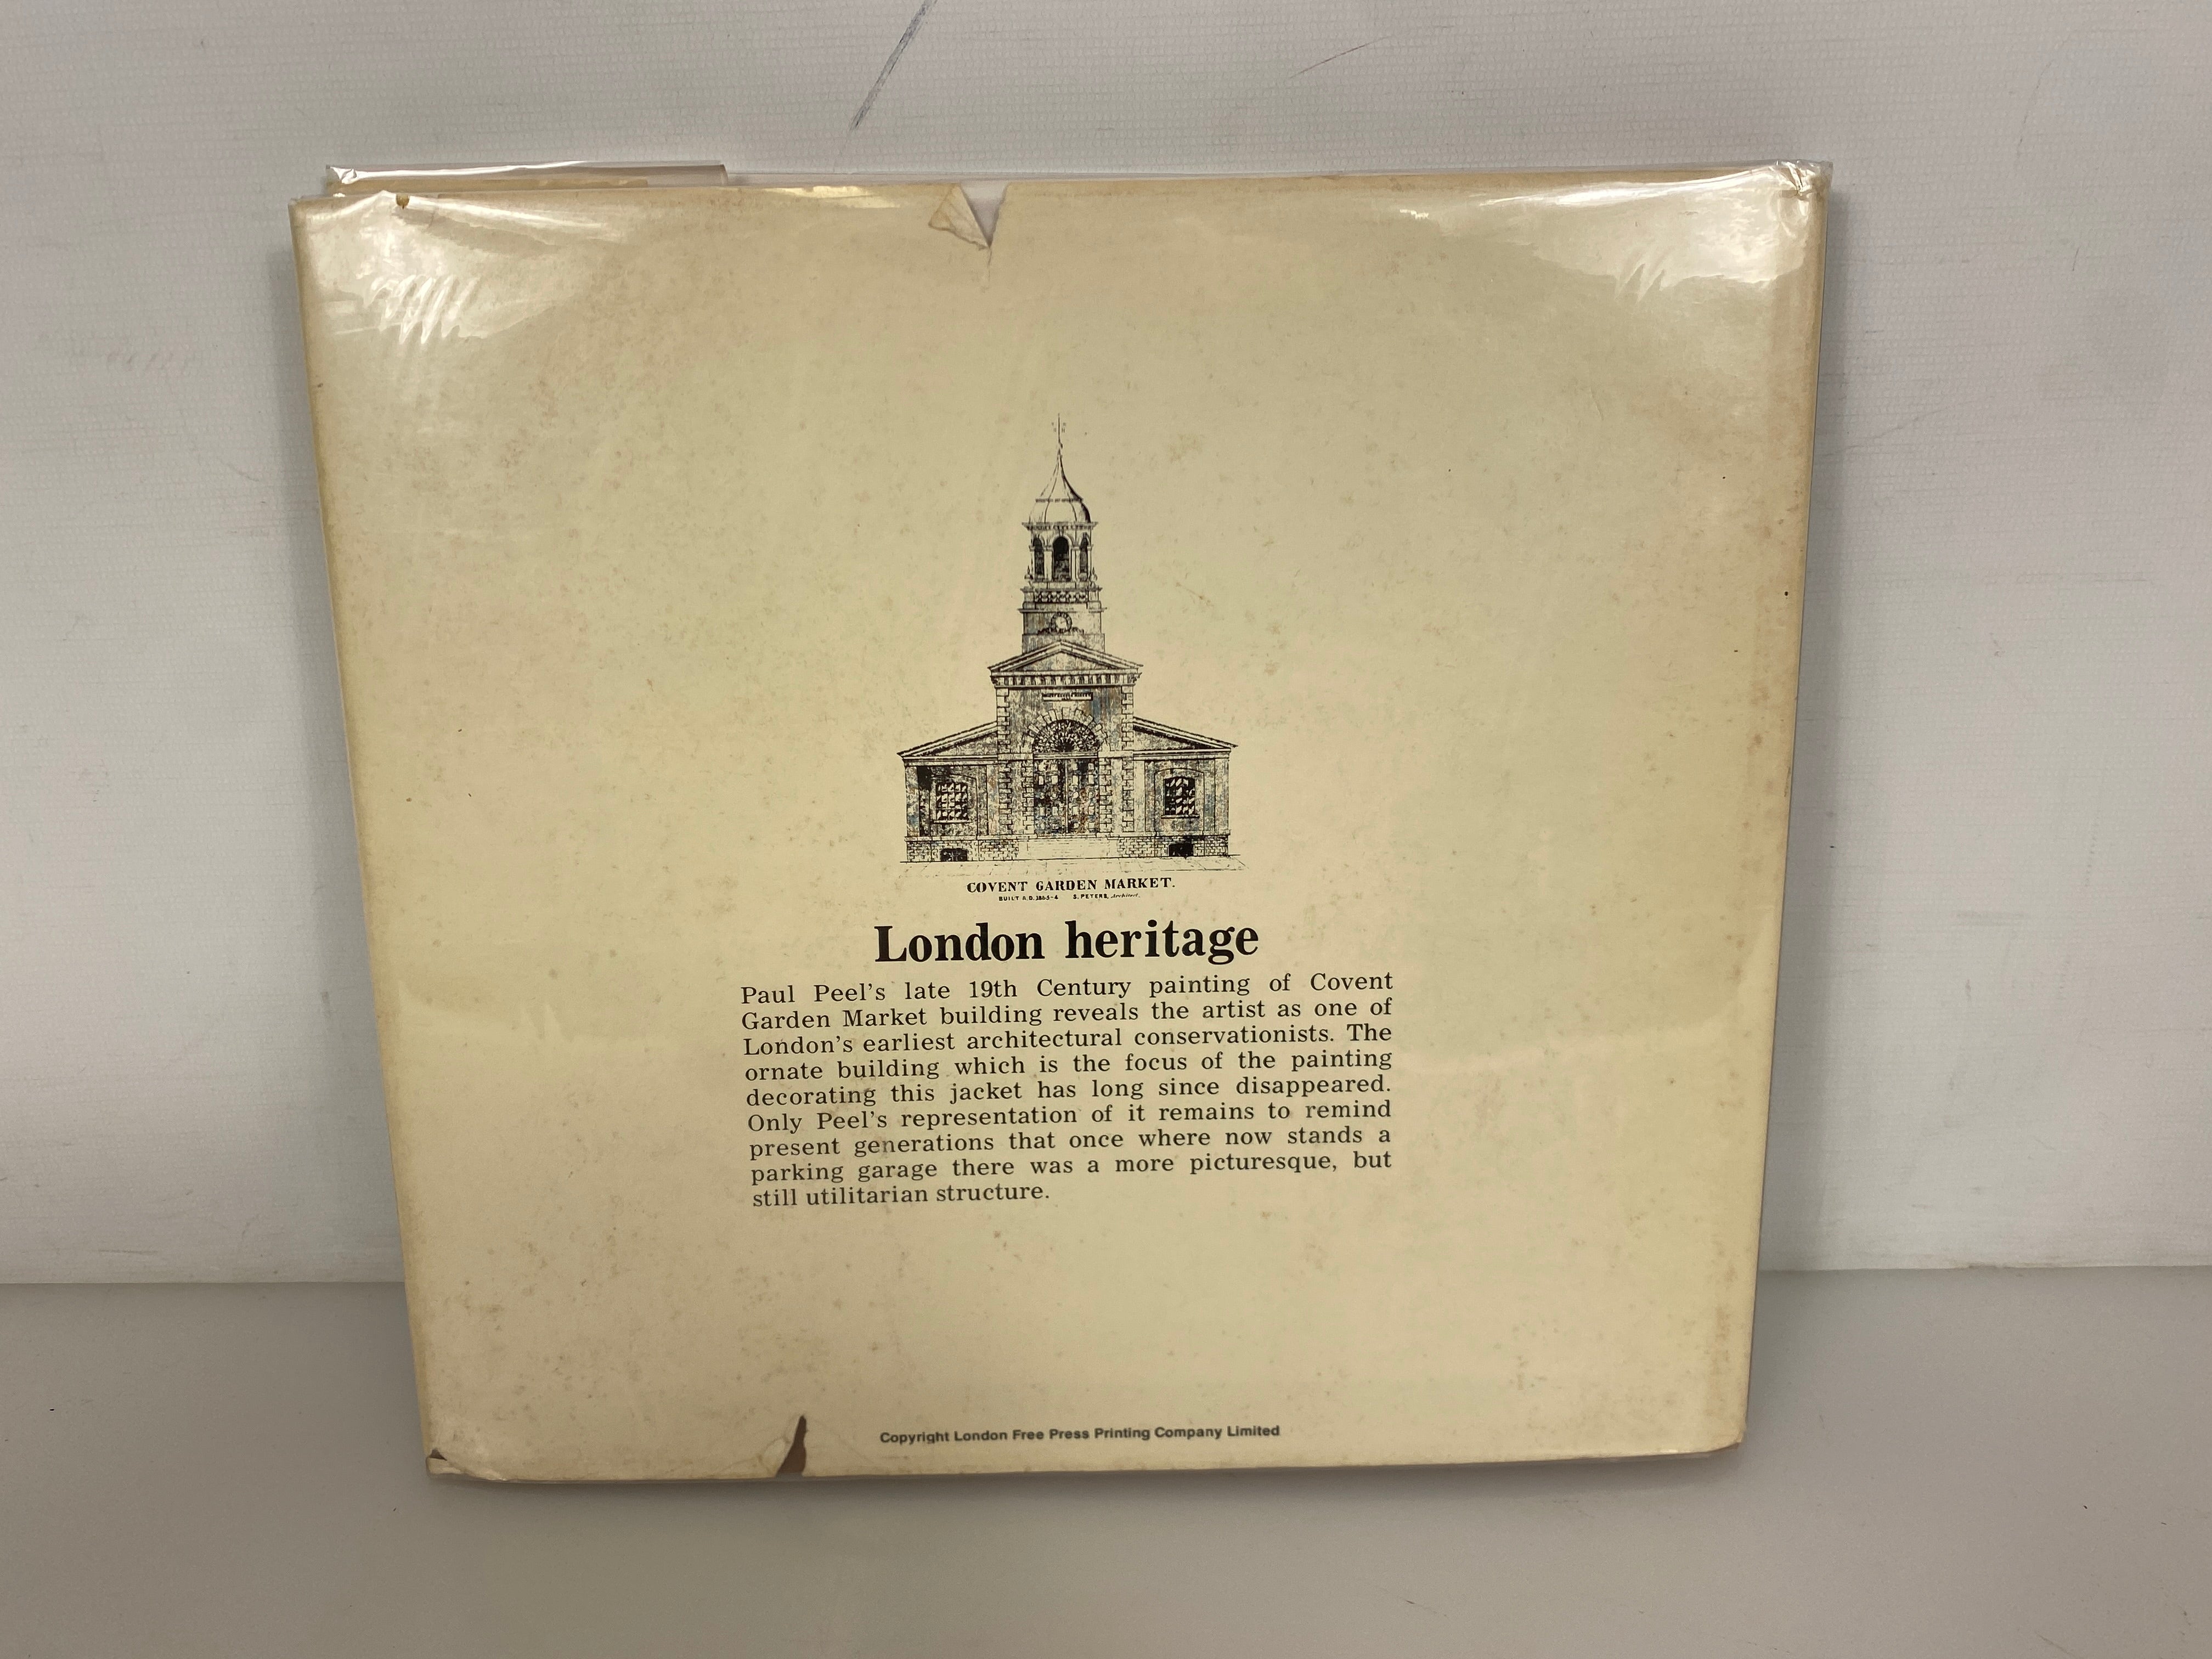 COVENT GARDEN MARKET.
BUILT A.D. S. PETERS, Architect.
London heritage
Paul Peel's late 19th Century painting of Covent
Garden Market building reveals the artist as one of
London's earliest architectural conservationists. The
ornate building which is the focus of the painting
decorating this jacket has long since disappeared.
Only Peel's representation of it remains to remind
present generations that once where now stands a
parking garage there was a more picturesque, but
still utilitarian structure.
Copyright London Free Press Printing Company Limited